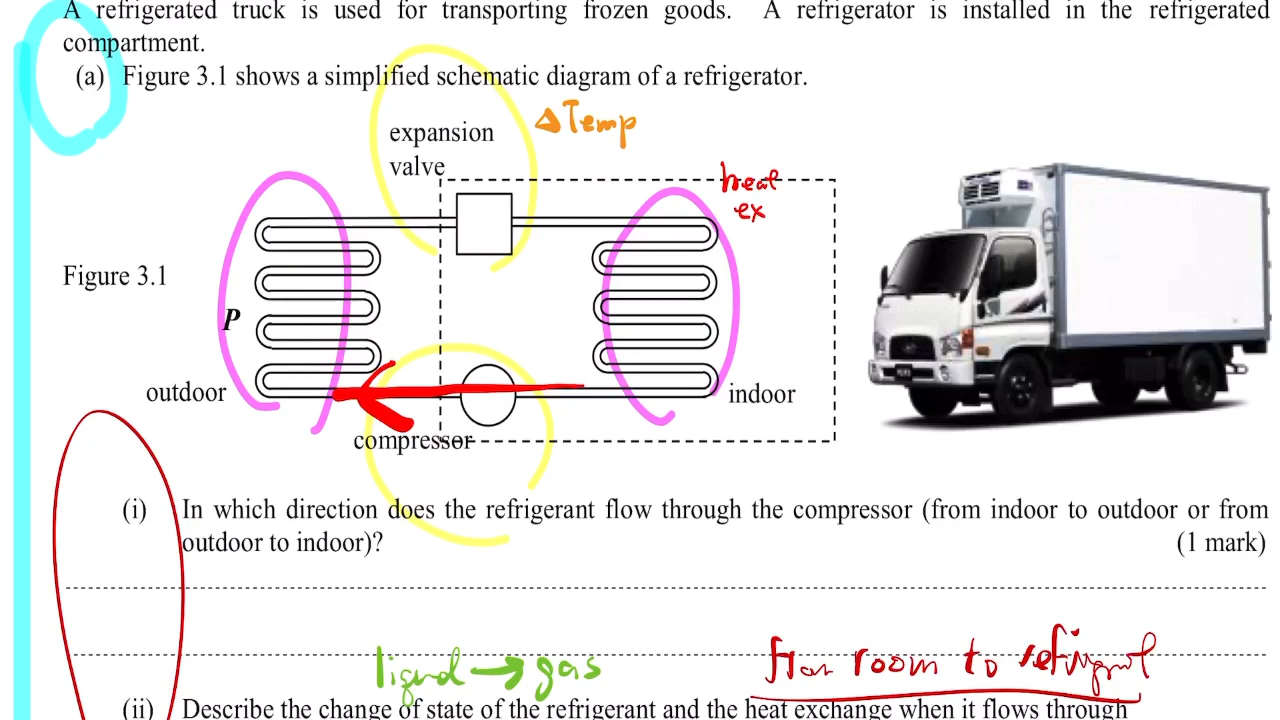 A refrigerated truck is used for transporting frozen goods. A refrigerator is installed in the refrigerated
compartment.
(a) Figure 3.1 shows a simplified schematic diagram of a refrigerator.
expansion
valve
Δ Temp
heat
ex
Figure 3.1
P
outdoor
indoor
compressor
(i) In which direction does the refrigerant flow through the compressor (from indoor to outdoor or from
outdoor to indoor)?
(1 mark)
liquid → gas
room to
(ii) Describe the change of state of the refrigerant and the heat exchange when it flows through